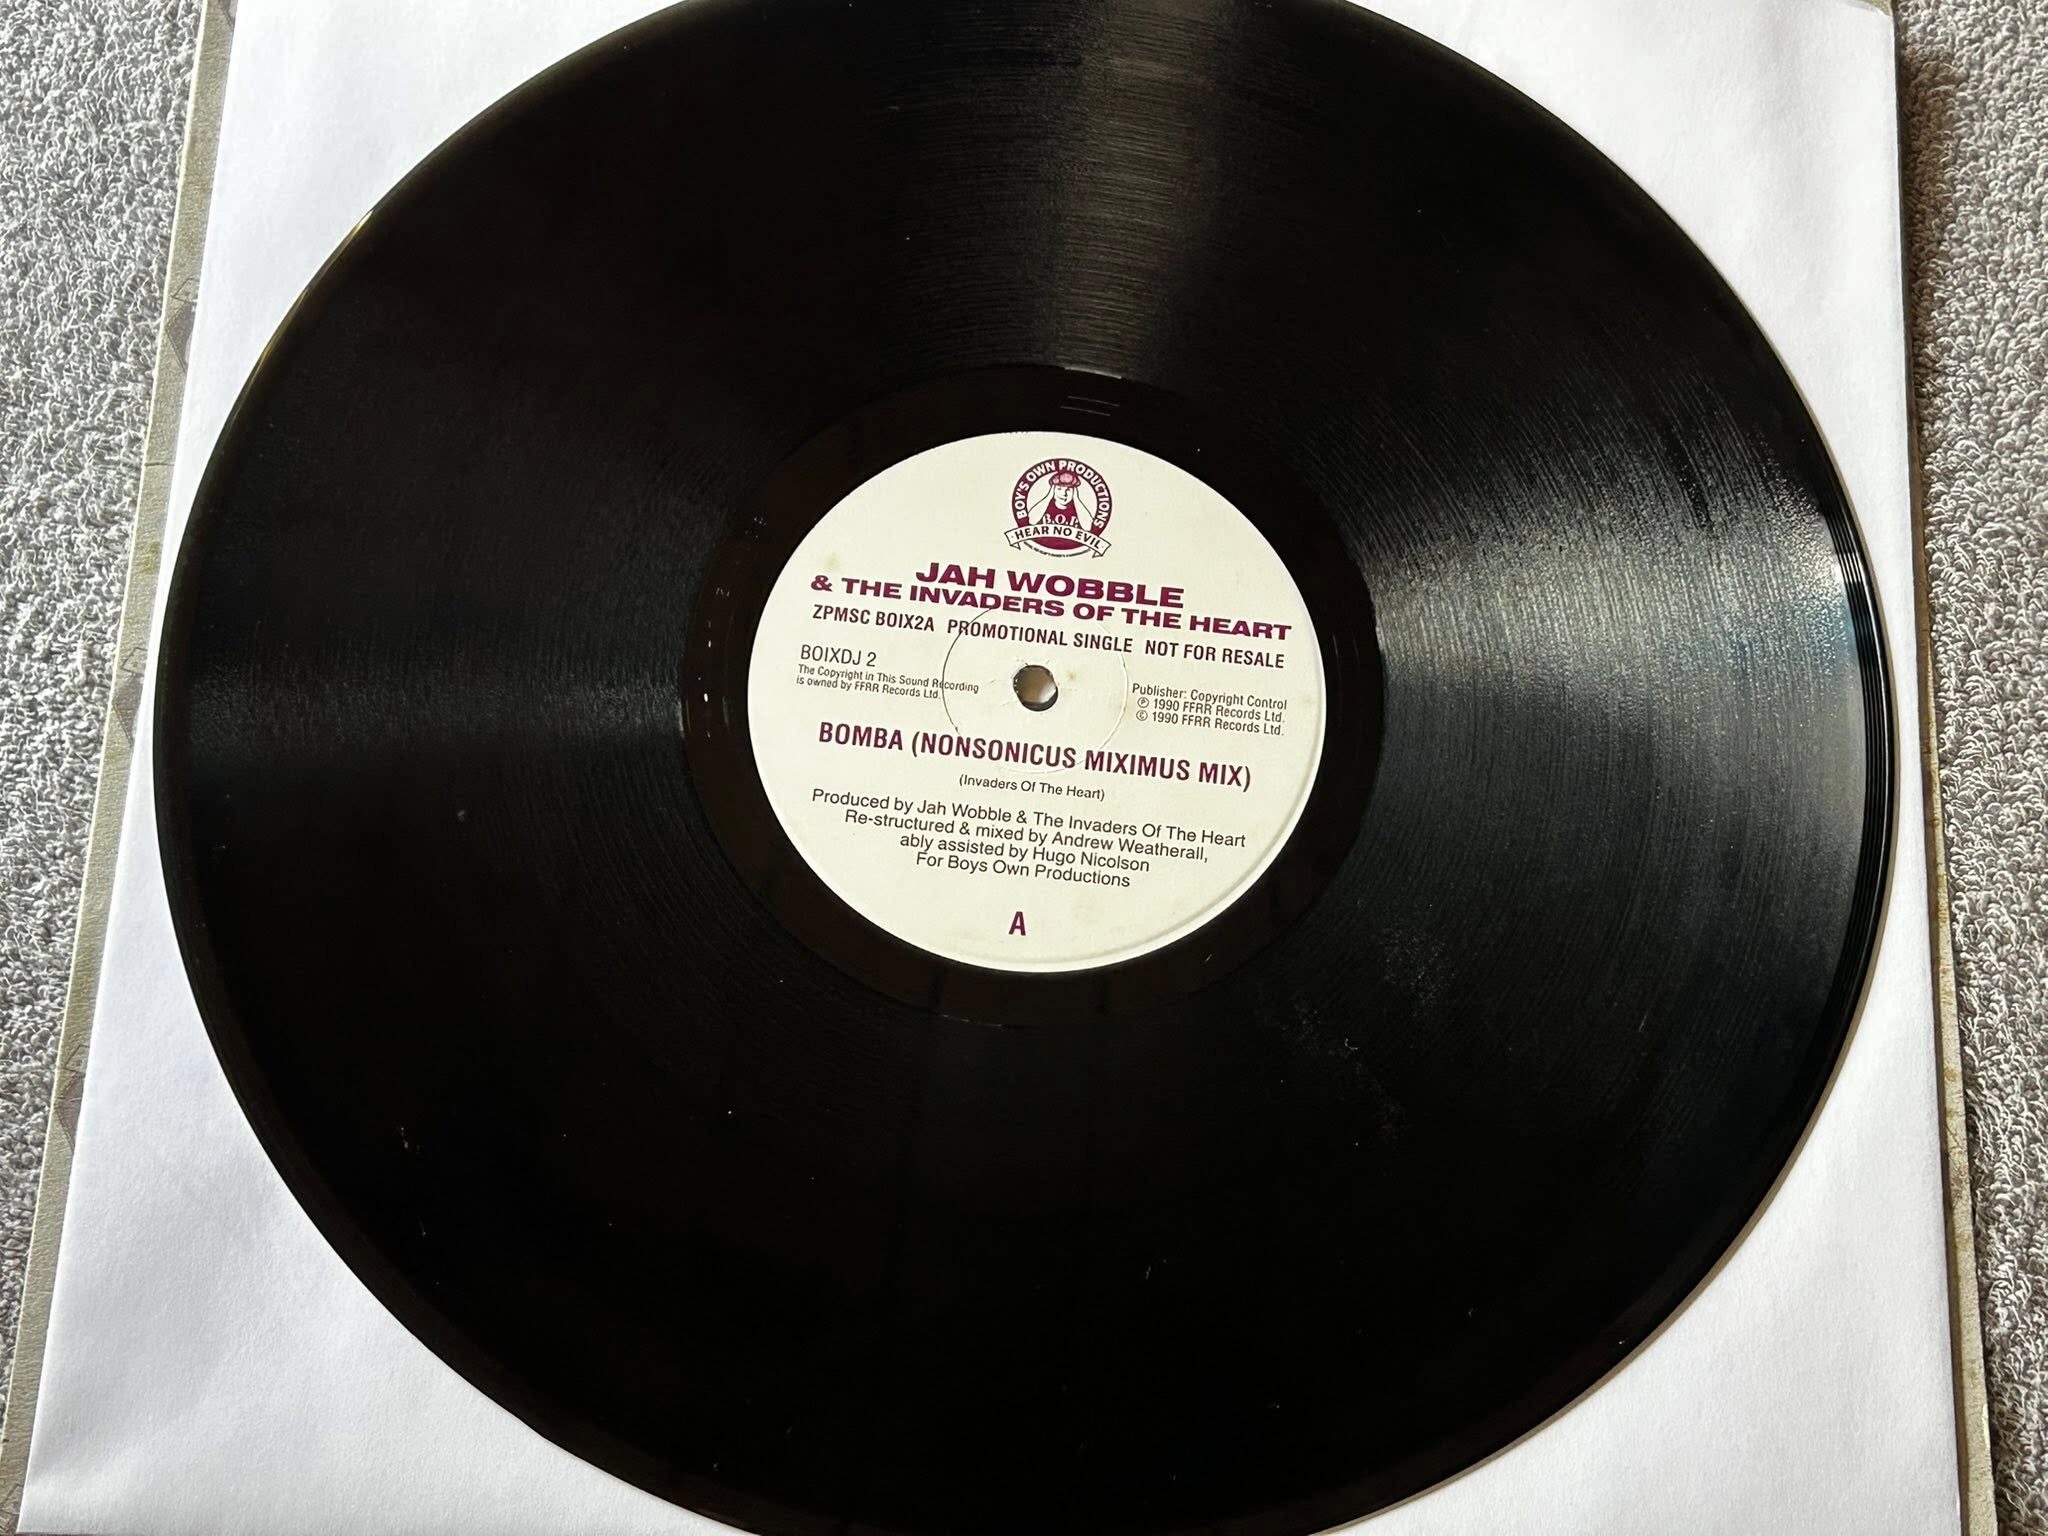 BOY'S OWN PRODUCTIONS
B.O.P.
HEAR NO EVIL
JAH WOBBLE
& THE INVADERS OF THE HEART
ZPMSC BOIX2A PROMOTIONAL SINGLE NOT FOR RESALE
BOIXDJ 2
The Copyright in This Sound Recording
is owned by FFRR Records Ltd.
Publisher: Copyright Control
℗ 1990 FFRR Records Ltd.
© 1990 FFRR Records Ltd.
BOMBA (NONSONICUS MIXIMUS MIX)
(Invaders Of The Heart)
Produced by Jah Wobble & The Invaders Of The Heart
Re-structured & mixed by Andrew Weatherall,
ably assisted by Hugo Nicolson
For Boys Own Productions
A